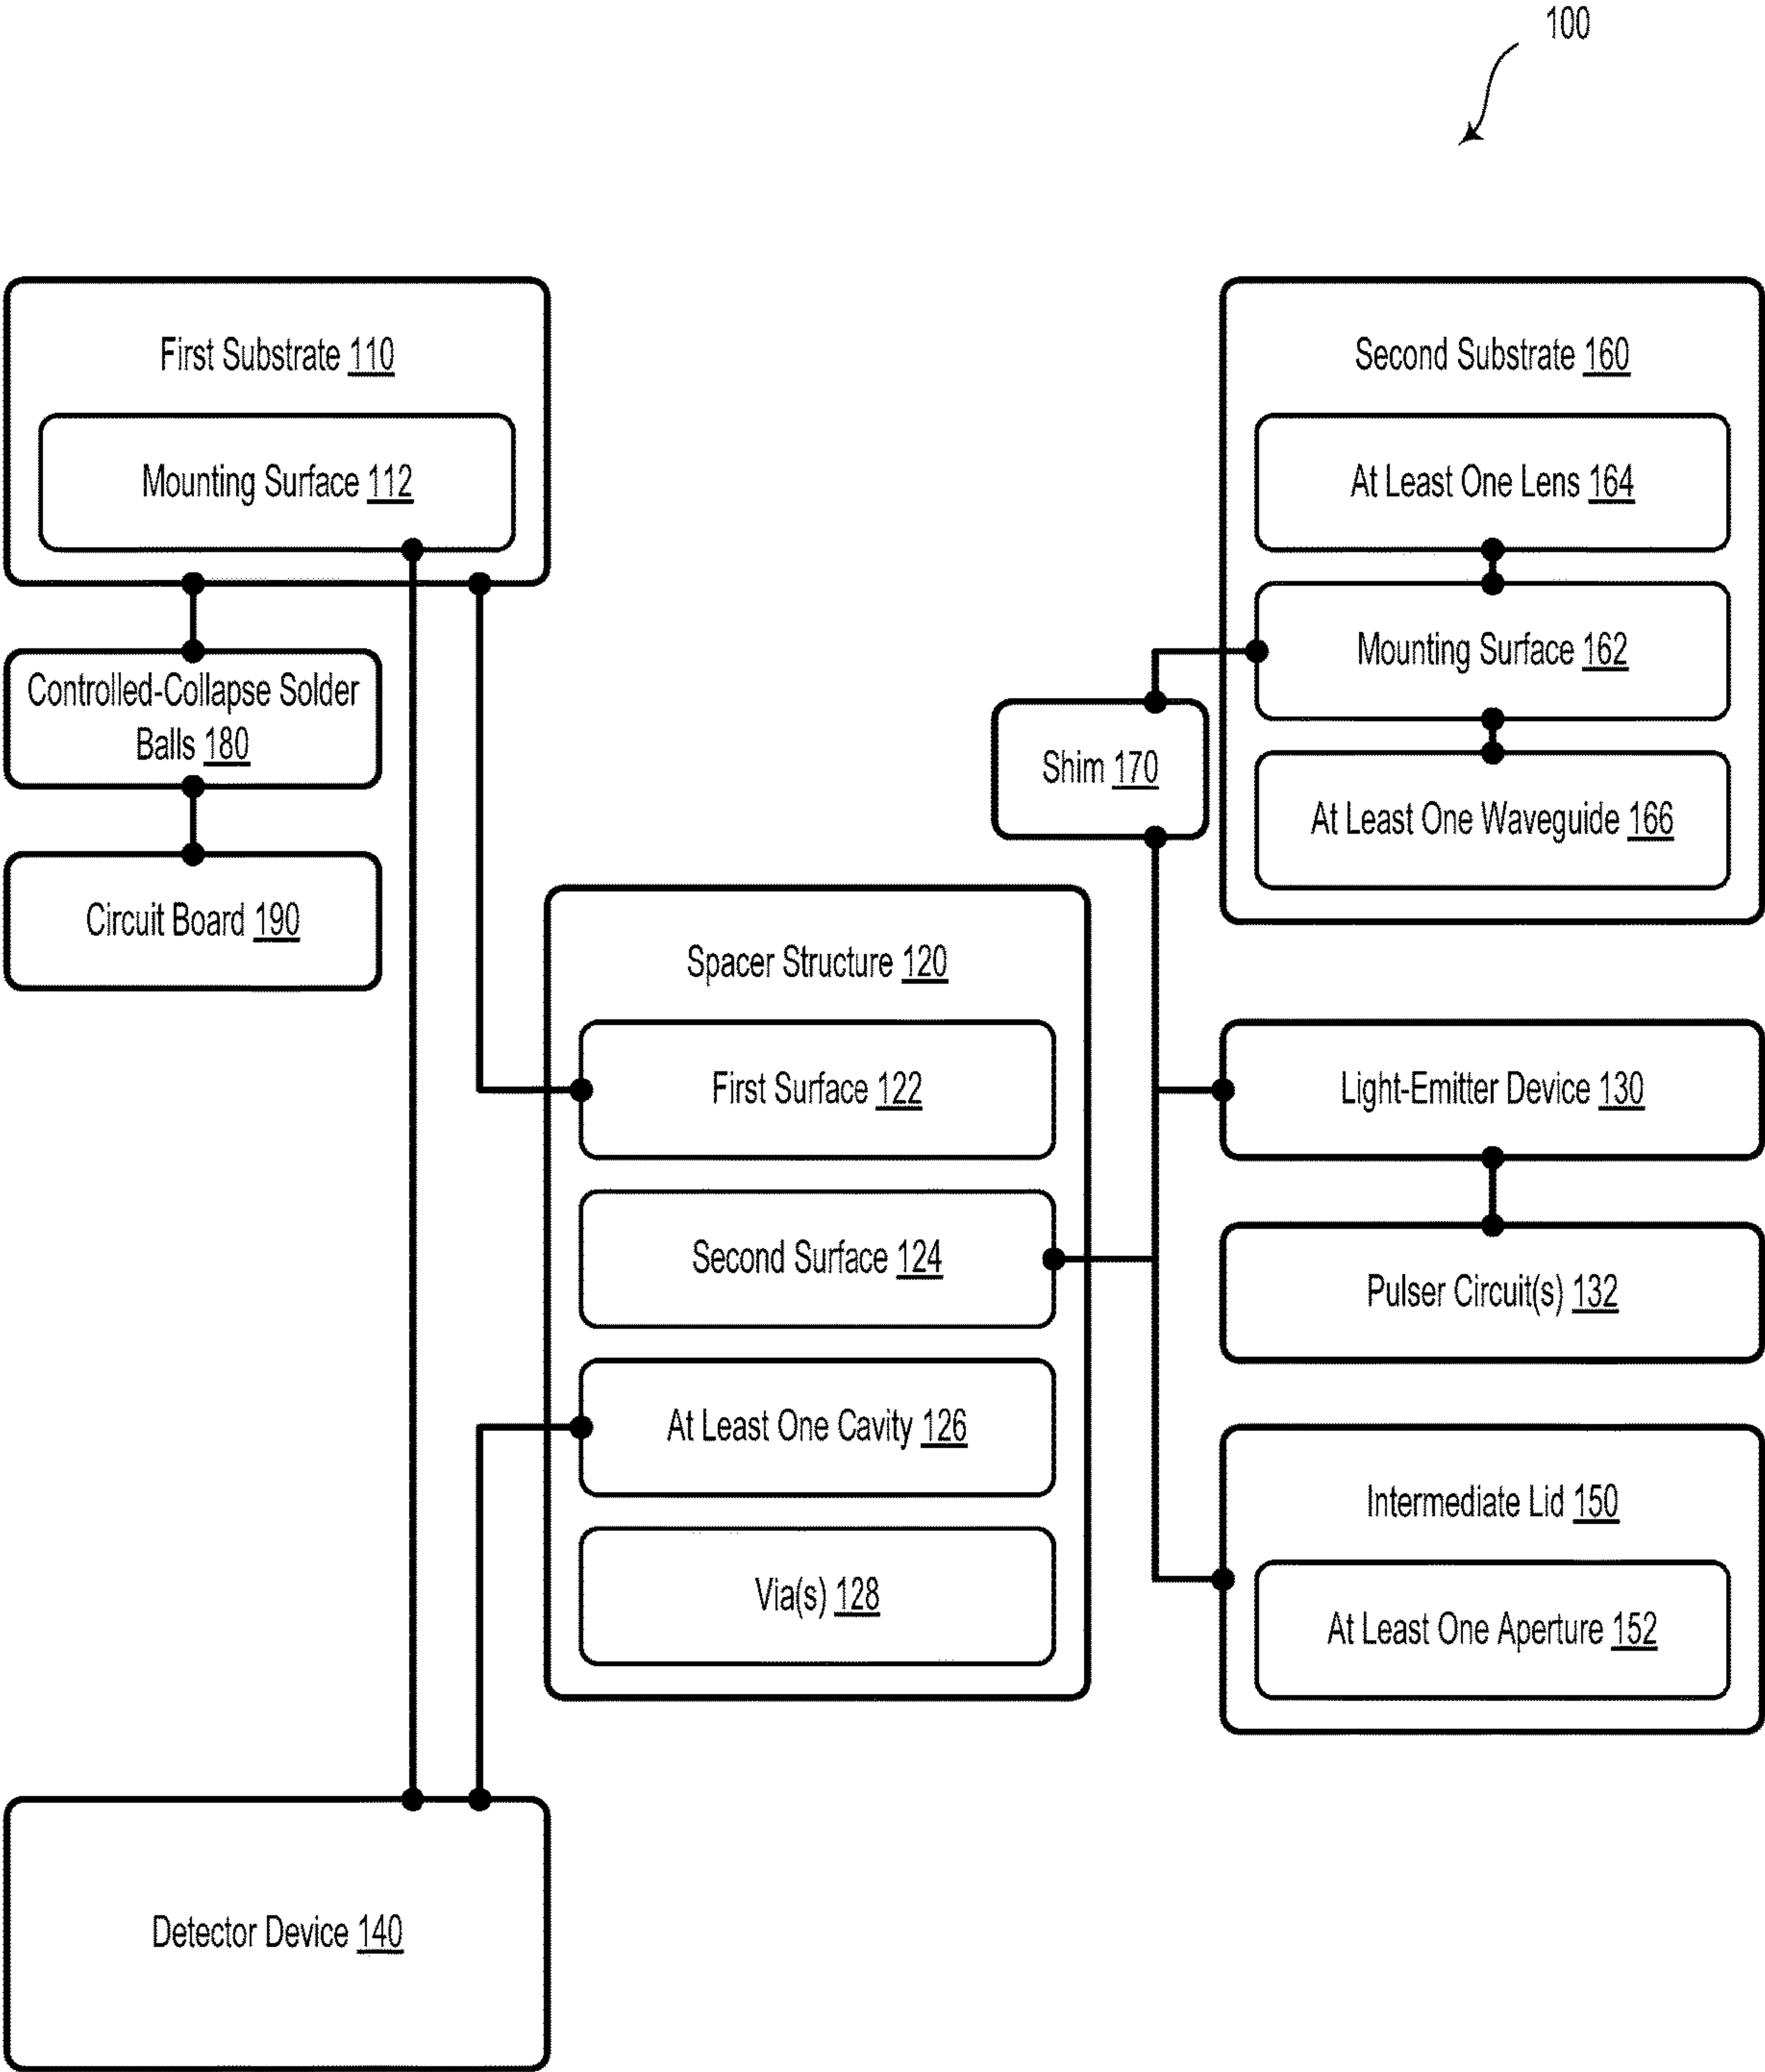 100
First Substrate 110
Mounting Surface 112
Controlled-Collapse Solder
Balls 180
Circuit Board 190
Second Substrate 160
At Least One Lens 164
Mounting Surface 162
At Least One Waveguide 166
Shim 170
Spacer Structure 120
First Surface 122
Second Surface 124
At Least One Cavity 126
Via(s) 128
Light-Emitter Device 130
Pulser Circuit(s) 132
Intermediate Lid 150
At Least One Aperture 152
Detector Device 140